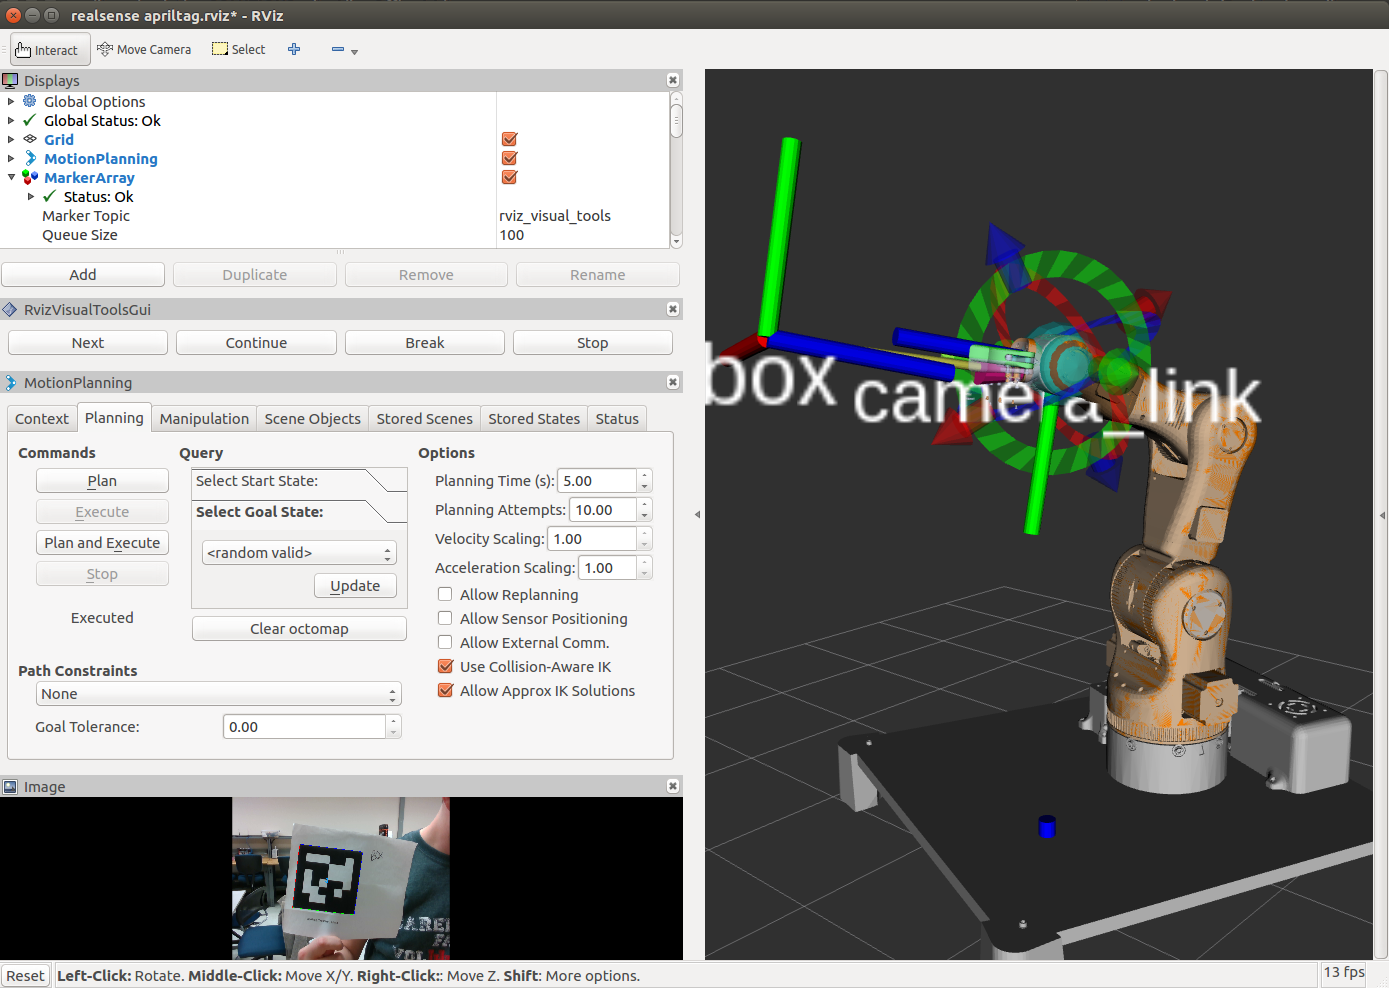 realsense apriltag.rviz* - RViz
Interact Move Camera Select
Displays
Global Options
Global Status: Ok
Grid
MotionPlanning
MarkerArray
Status: Ok
Marker Topic rviz_visual_tools
Queue Size 100
Add Duplicate Remove Rename
RvizVisualToolsGui
Next Continue Break Stop
MotionPlanning
Context Planning Manipulation Scene Objects Stored Scenes Stored States Status
Commands Query Options
Plan Select Start State: Planning Time (s): 5.00
Execute Select Goal State: Planning Attempts: 10.00
Plan and Execute <random valid> Velocity Scaling: 1.00
Stop Update Acceleration Scaling: 1.00
Allow Replanning
Executed Clear octomap Allow Sensor Positioning
Allow External Comm.
Path Constraints Use Collision-Aware IK
None Allow Approx IK Solutions
Goal Tolerance: 0.00
Image
box camera_link
Reset Left-Click: Rotate. Middle-Click: Move X/Y. Right-Click:: Move Z. Shift: More options. 13 fps